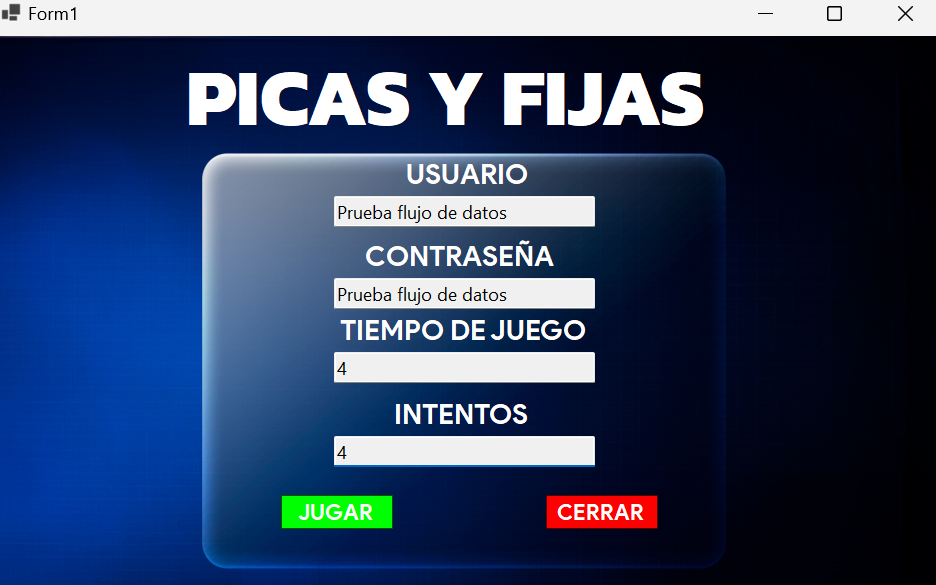 Form1
PICAS Y FIJAS
USUARIO
Prueba flujo de datos
CONTRASEÑA
Prueba flujo de datos
TIEMPO DE JUEGO
4
INTENTOS
4
JUGAR CERRAR